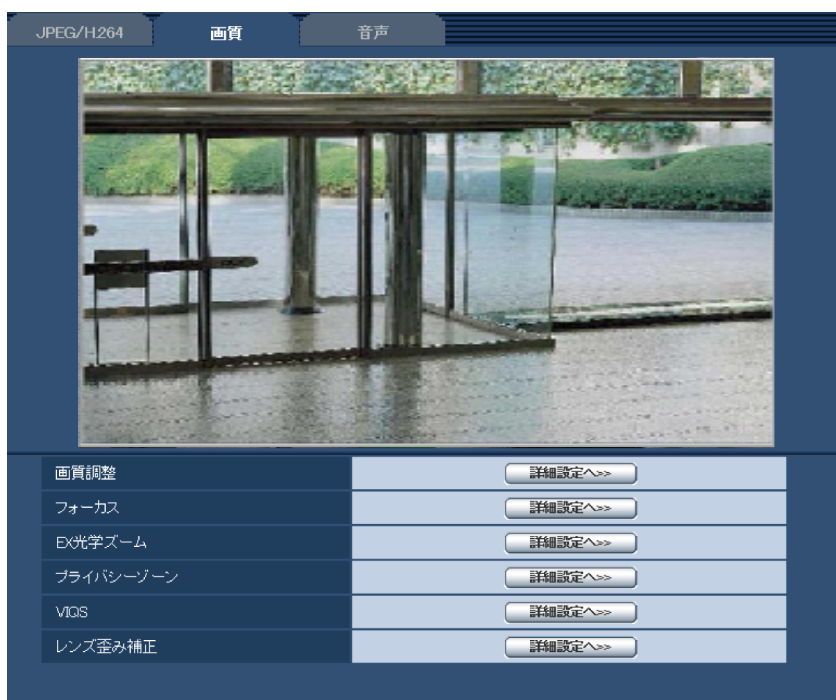 JPEG/H.264
画質
音声
画質調整
詳細設定へ>>
フォーカス
詳細設定へ>>
EX光学ズーム
詳細設定へ>>
プライバシーゾーン
詳細設定へ>>
VIQS
詳細設定へ>>
レンズ歪み補正
詳細設定へ>>